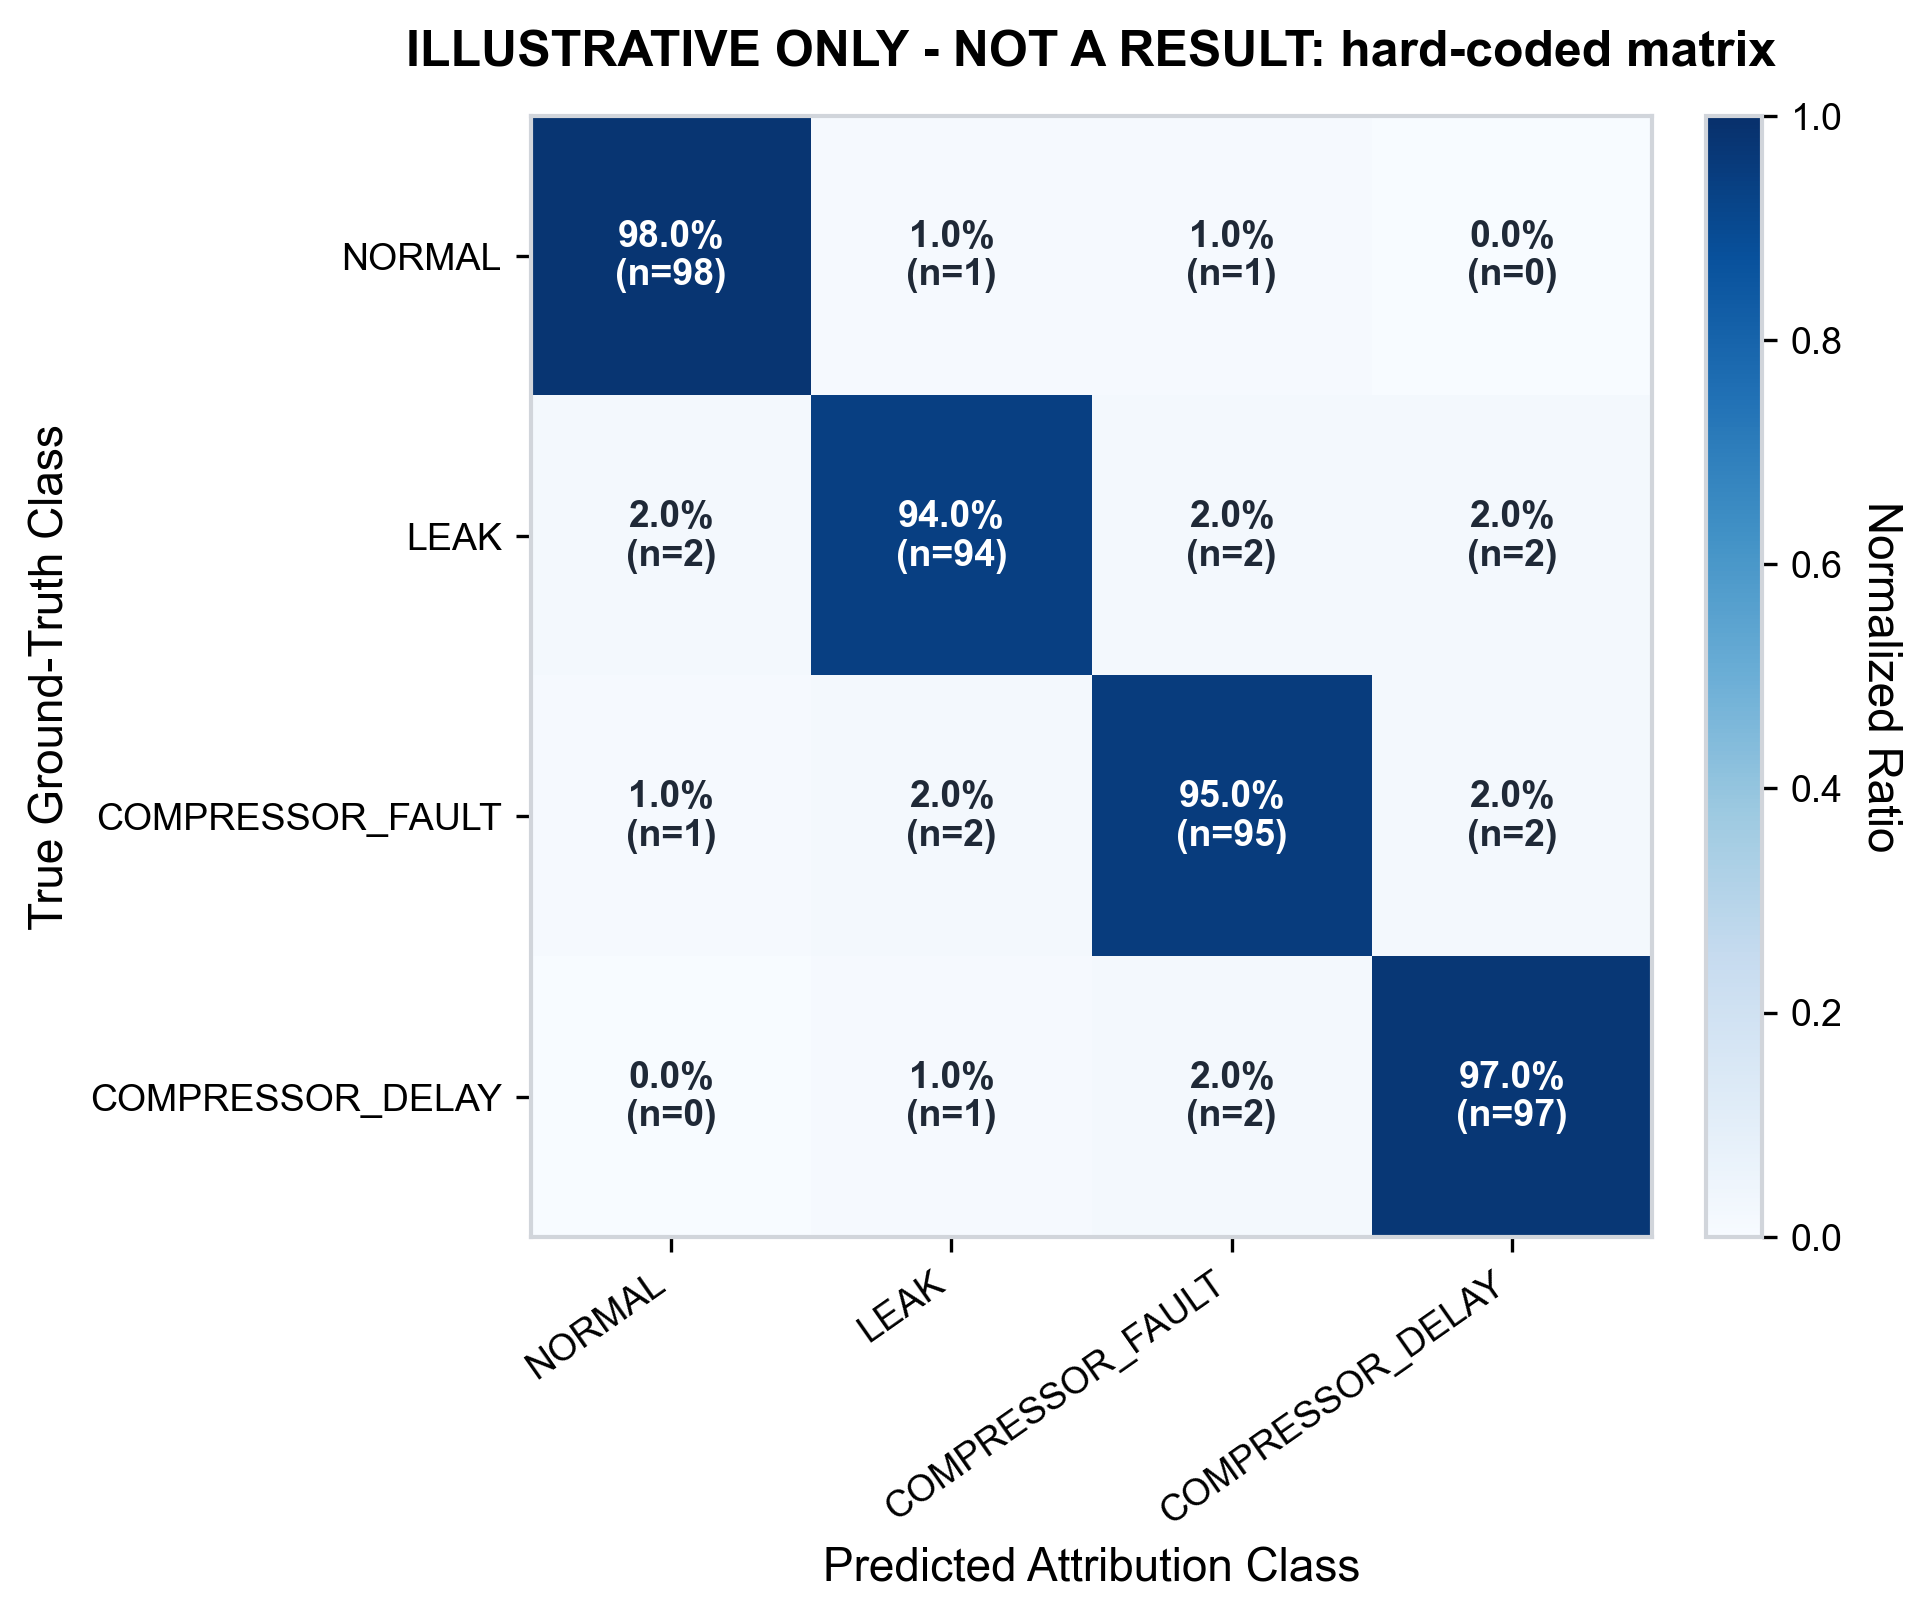 ILLUSTRATIVE ONLY - NOT A RESULT: hard-coded matrix
True Ground-Truth Class
NORMAL
98.0%
(n=98)
1.0%
(n=1)
1.0%
(n=1)
0.0%
(n=0)
LEAK
2.0%
(n=2)
94.0%
(n=94)
2.0%
(n=2)
2.0%
(n=2)
COMPRESSOR_FAULT
1.0%
(n=1)
2.0%
(n=2)
95.0%
(n=95)
2.0%
(n=2)
COMPRESSOR_DELAY
0.0%
(n=0)
1.0%
(n=1)
2.0%
(n=2)
97.0%
(n=97)
NORMAL
LEAK
COMPRESSOR_FAULT
COMPRESSOR_DELAY
Predicted Attribution Class
1.0
0.8
0.6
0.4
0.2
0.0
Normalized Ratio